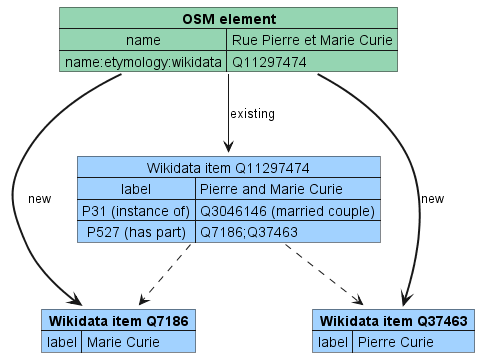 OSM element
name Rue Pierre et Marie Curie
name:etymology:wikidata Q11297474
existing
Wikidata item Q11297474
label Pierre and Marie Curie
P31 (instance of) Q3046146 (married couple)
P527 (has part) Q7186;Q37463
new
new
Wikidata item Q7186
label Marie Curie
Wikidata item Q37463
label Pierre Curie